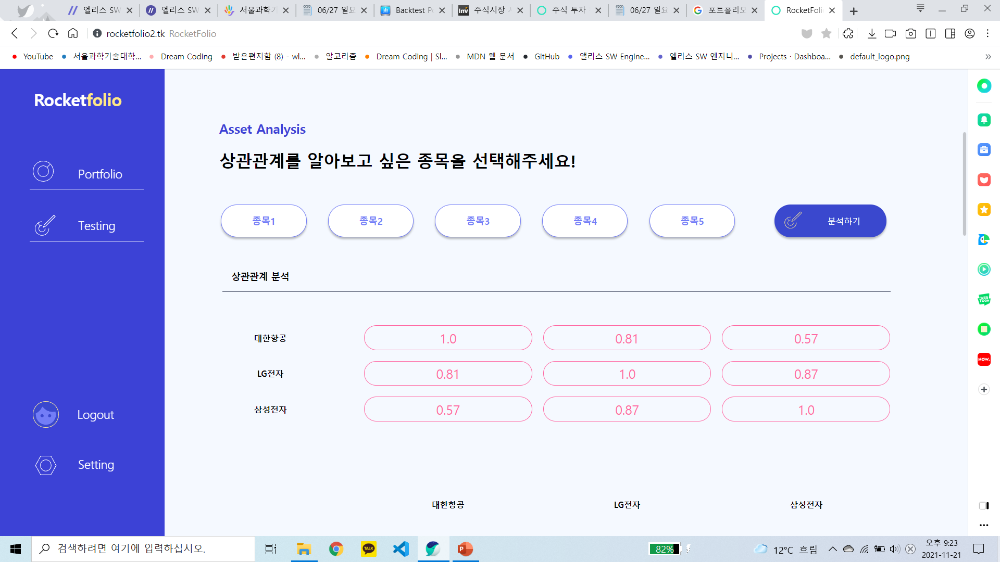 엘리스 SW
엘리스 SW
서울과학기
06/27 일요
Backtest Po
주식시장 
주식 투자
06/27 일요
포트폴리오
RocketFoli
rocketfolio2.tk RocketFolio
YouTube
서울과학기술대학...
Dream Coding
받은편지함 (8) - wl...
알고리즘
Dream Coding | Sl...
MDN 웹 문서
GitHub
앨리스 SW Engine...
엘리스 SW 엔지니...
Projects · Dashboa...
default_logo.png
Rocketfolio
Portfolio
Testing
Logout
Setting
Asset Analysis
상관관계를 알아보고 싶은 종목을 선택해주세요!
종목1 종목2 종목3 종목4 종목5 분석하기
상관관계 분석
대한항공 1.0 0.81 0.57
LG전자 0.81 1.0 0.87
삼성전자 0.57 0.87 1.0
대한항공 LG전자 삼성전자
WEB
TOON
NOW.
검색하려면 여기에 입력하십시오.
TALK
82%
12°C 흐림
오후 9:23
2021-11-21